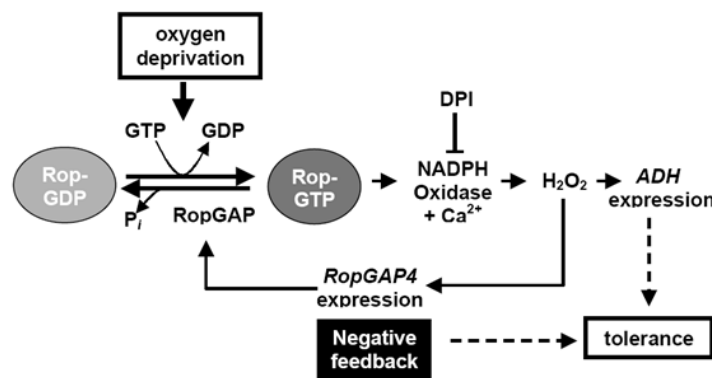 oxygen
deprivation
GTP GDP
DPI
Rop-
GDP
Rop-
GTP
NADPH
Oxidase
+ Ca²⁺
H₂O₂
ADH
expression
Pi
RopGAP
RopGAP4
expression
Negative
feedback
tolerance